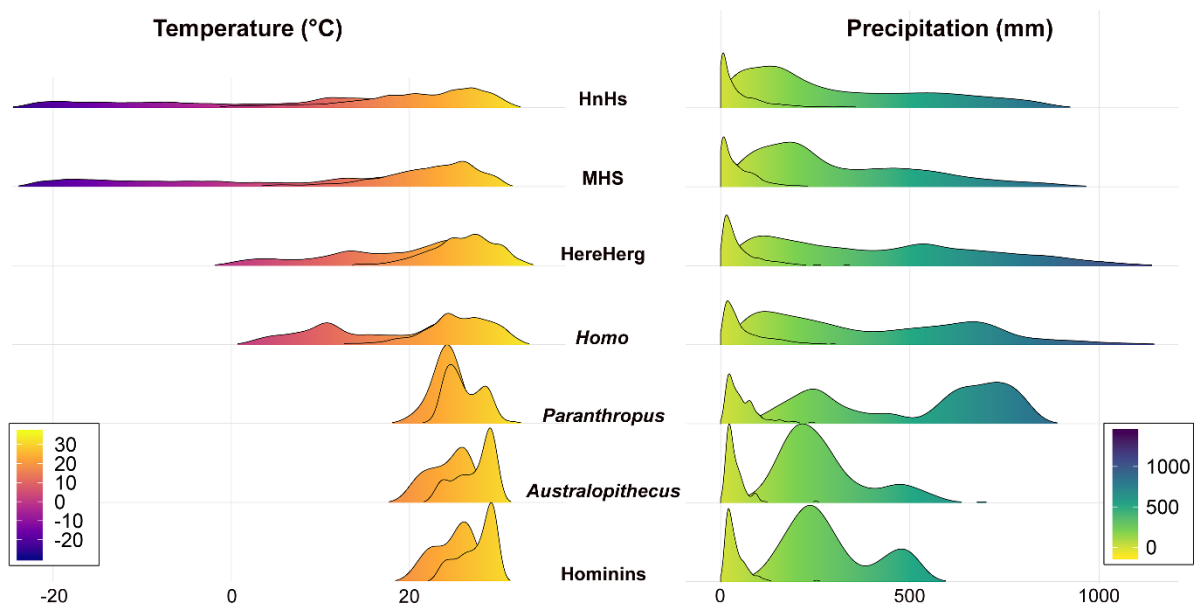 Temperature (°C)
Precipitation (mm)
HnHs
MHS
HereHerg
Homo
Paranthropus
Australopithecus
Hominins
30
20
10
0
-10
-20
1000
500
0
-20
0
20
0
500
1000